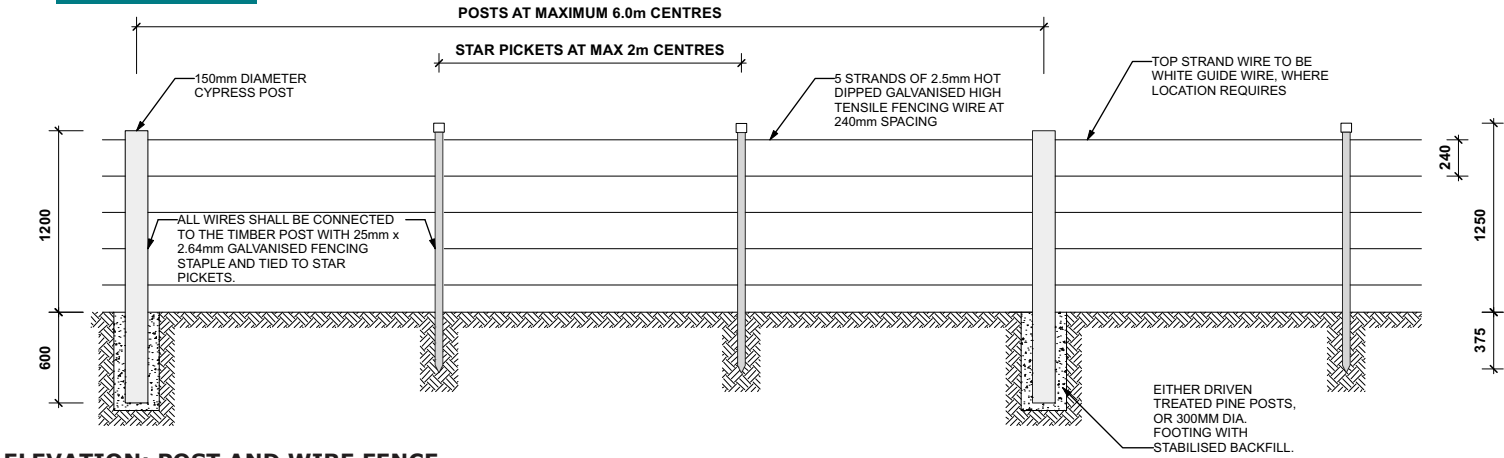 POSTS AT MAXIMUM 6.0m CENTRES
STAR PICKETS AT MAX 2m CENTRES
150mm DIAMETER
CYPRESS POST
5 STRANDS OF 2.5mm HOT
DIPPED GALVANISED HIGH
TENSILE FENCING WIRE AT
240mm SPACING
TOP STRAND WIRE TO BE
WHITE GUIDE WIRE, WHERE
LOCATION REQUIRES
1200
600
ALL WIRES SHALL BE CONNECTED
TO THE TIMBER POST WITH 25mm x
2.64mm GALVANISED FENCING
STAPLE AND TIED TO STAR
PICKETS.
240
1250
375
EITHER DRIVEN
TREATED PINE POSTS,
OR 300MM DIA.
FOOTING WITH
STABILISED BACKFILL.
ELEVATION: POST AND WIRE FENCE